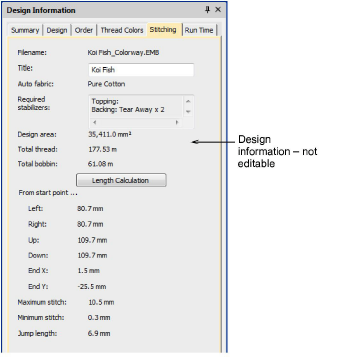 Design Information
Summary Design Order Thread Colors Stitching Run Time
Filename: Koi Fish_Colorway.EMB
Title: Koi Fish
Auto fabric: Pure Cotton
Required stabilizers: Topping:
Backing: Tear Away x 2
Design area: 35,411.0 mm²
Total thread: 177.53 m
Total bobbin: 61.08 m
Length Calculation
From start point ...
Left: 80.7 mm
Right: 80.7 mm
Up: 109.7 mm
Down: 109.7 mm
End X: 1.5 mm
End Y: -25.5 mm
Maximum stitch: 10.5 mm
Minimum stitch: 0.3 mm
Jump length: 6.9 mm
Design
information – not
editable